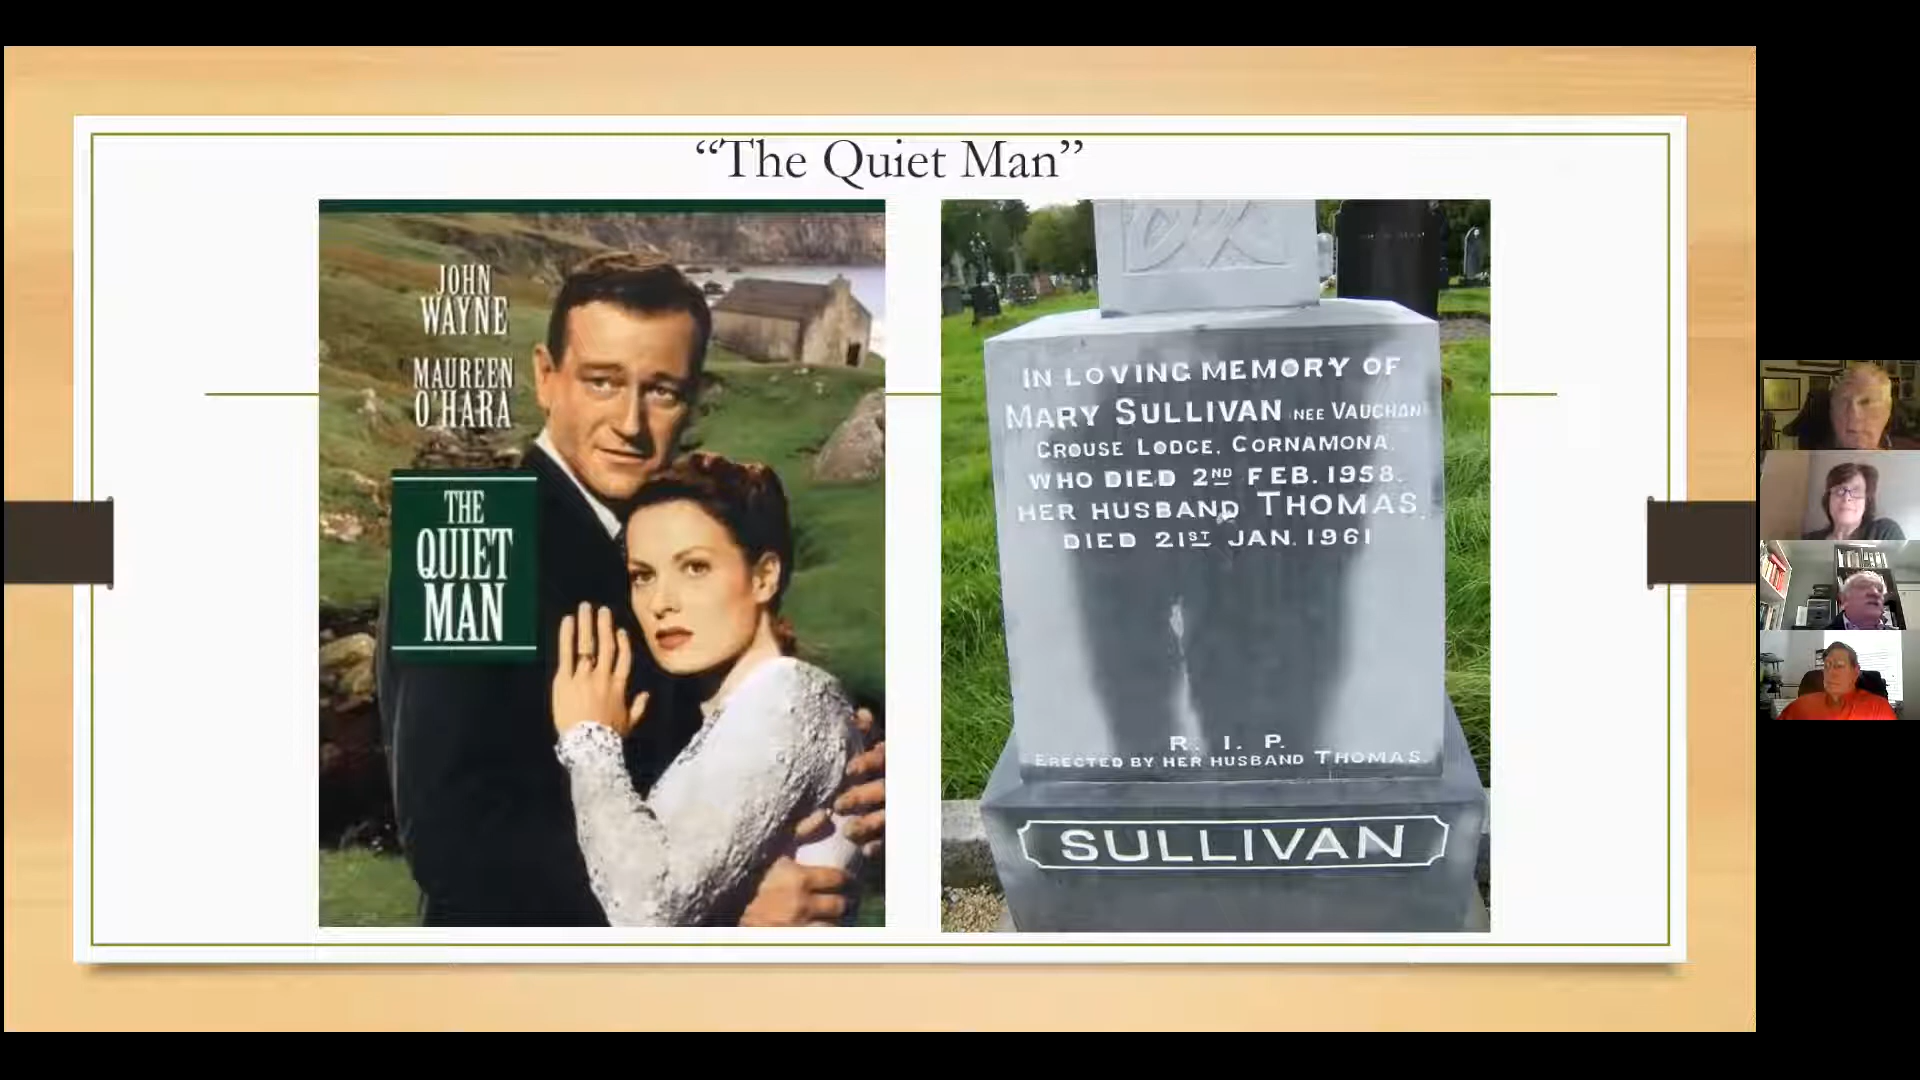 “The Quiet Man”
JOHN
WAYNE
MAUREEN
O'HARA
THE
QUIET
MAN
IN LOVING MEMORY OF
MARY SULLIVAN NEE VAUGHAN
CROUSE LODGE, CORNAMONA,
WHO DIED 2ND FEB. 1958.
HER HUSBAND THOMAS,
DIED 21ST JAN. 1961
R. I. P.
ERECTED BY HER HUSBAND THOMAS.
SULLIVAN